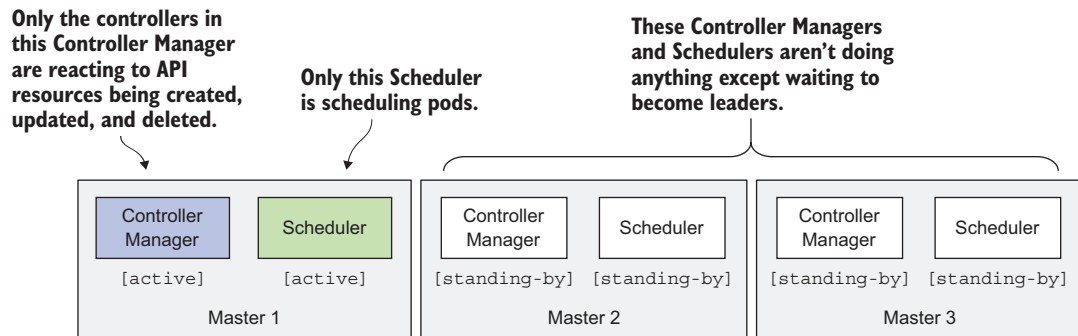 Only the controllers in
this Controller Manager
are reacting to API
resources being created,
updated, and deleted.
Only this Scheduler
is scheduling pods.
These Controller Managers
and Schedulers aren’t doing
anything except waiting to
become leaders.
Controller
Manager
[active]
Scheduler
[active]
Master 1
Controller
Manager
[standing-by]
Scheduler
[standing-by]
Master 2
Controller
Manager
[standing-by]
Scheduler
[standing-by]
Master 3